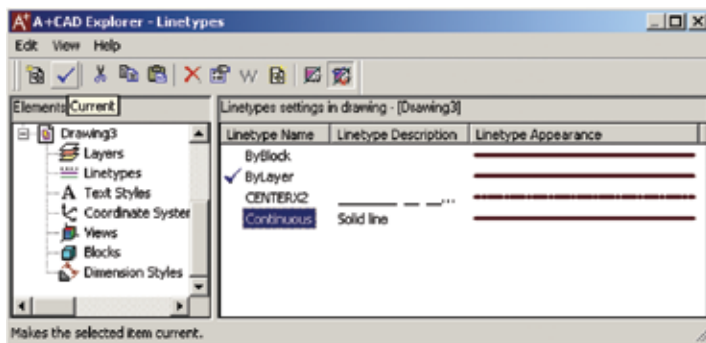 A+CAD Explorer - Linetypes
Edit View Help
W
Elements
Current
Linetypes settings in drawing - [Drawing3]
Drawing3
Layers
Linetypes
A Text Styles
Coordinate System
Views
Blocks
Dimension Styles
Linetype Name Linetype Description Linetype Appearance
ByBlock
ByLayer
CENTERX2
Continuous Solid line
Makes the selected item current.